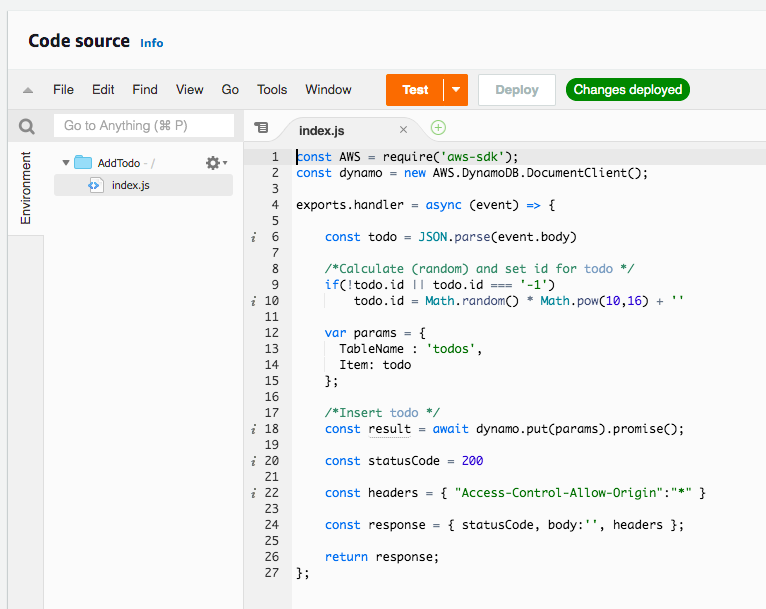 Code source Info
File Edit Find View Go Tools Window Test Deploy Changes deployed
Go to Anything (⌘ P)
index.js
Environment
AddTodo - /
index.js
1 const AWS = require('aws-sdk');
2 const dynamo = new AWS.DynamoDB.DocumentClient();
3
4 exports.handler = async (event) => {
5
6 const todo = JSON.parse(event.body)
7
8 /*Calculate (random) and set id for todo */
9 if(!todo.id || todo.id === '-1')
10 todo.id = Math.random() * Math.pow(10,16) + ''
11
12 var params = {
13 TableName : 'todos',
14 Item: todo
15 };
16
17 /*Insert todo */
18 const result = await dynamo.put(params).promise();
19
20 const statusCode = 200
21
22 const headers = { "Access-Control-Allow-Origin":"*" }
23
24 const response = { statusCode, body:'', headers };
25
26 return response;
27 };